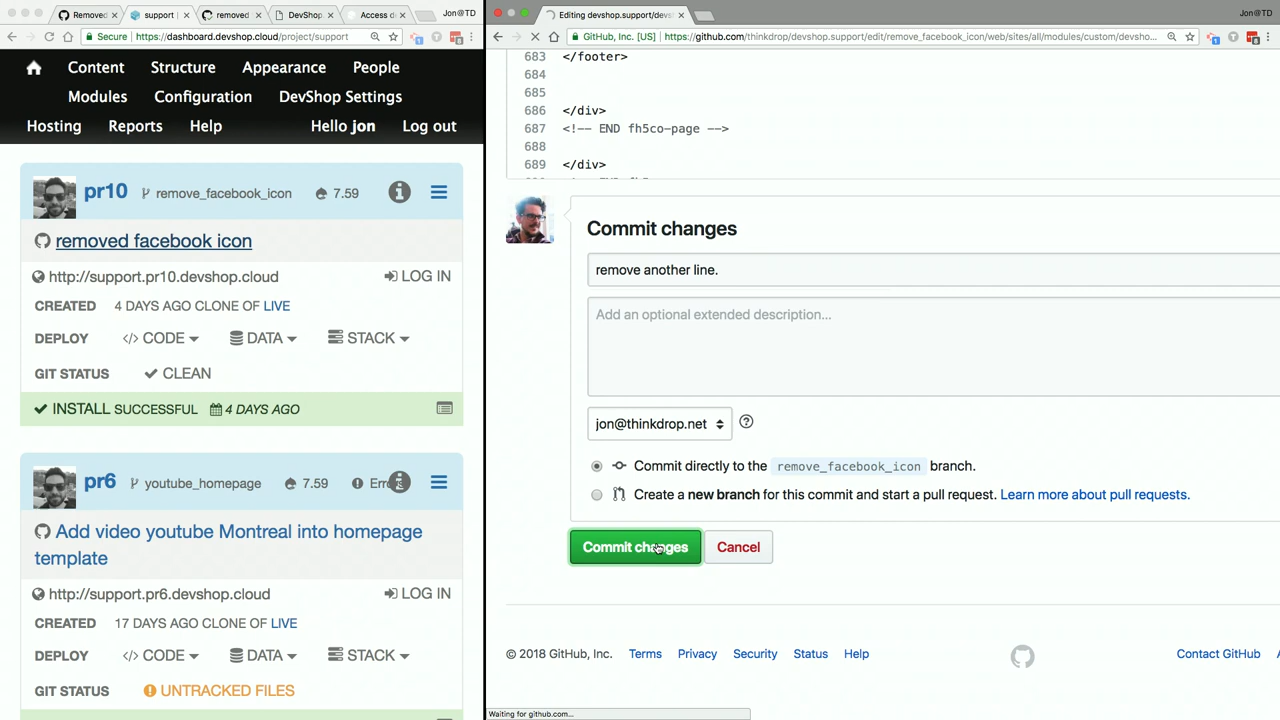 Removed
support
removed
DevShop.
Access de
Jon@TD
Secure https://dashboard.devshop.cloud/project/support
Content Structure Appearance People
Modules Configuration DevShop Settings
Hosting Reports Help Hello jon Log out
pr10 remove_facebook_icon 7.59
removed facebook icon
http://support.pr10.devshop.cloud LOG IN
CREATED 4 DAYS AGO CLONE OF LIVE
DEPLOY </> CODE DATA STACK
GIT STATUS CLEAN
INSTALL SUCCESSFUL 4 DAYS AGO
pr6 youtube_homepage 7.59 Err
Add video youtube Montreal into homepage
template
http://support.pr6.devshop.cloud LOG IN
CREATED 17 DAYS AGO CLONE OF LIVE
DEPLOY </> CODE DATA STACK
GIT STATUS UNTRACKED FILES
Editing devshop.support/devs
Jon@TD
GitHub, Inc. [US] https://github.com/thinkdrop/devshop.support/edit/remove_facebook_icon/web/sites/all/modules/custom/devsho...
683 </footer>
684
685
686 </div>
687 <!-- END fh5co-page -->
688
689 </div>
Commit changes
remove another line.
Add an optional extended description...
jon@thinkdrop.net
Commit directly to the remove_facebook_icon branch.
Create a new branch for this commit and start a pull request. Learn more about pull requests.
Commit changes Cancel
© 2018 GitHub, Inc. Terms Privacy Security Status Help Contact GitHub
Waiting for github.com...